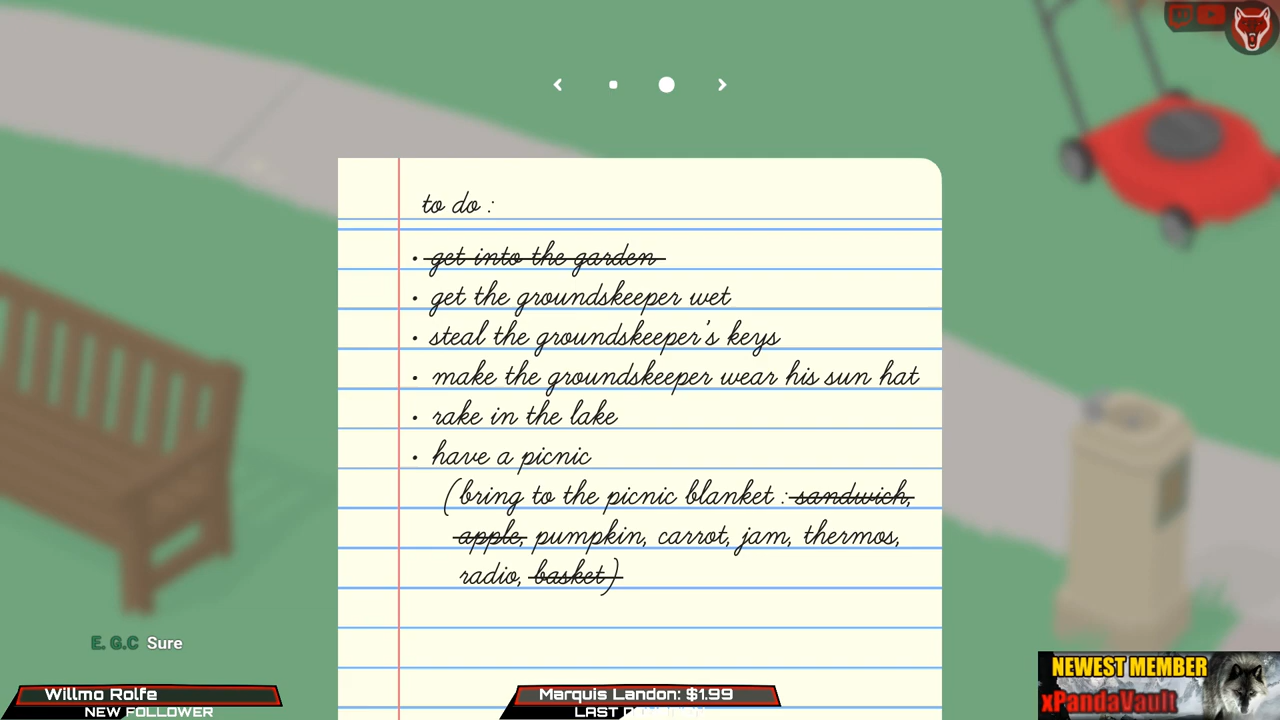 to do :
• get into the garden
• get the groundskeeper wet
• steal the groundskeeper's keys
• make the groundskeeper wear his sun hat
• rake in the lake
• have a picnic
(bring to the picnic blanket : sandwich,
apple, pumpkin, carrot, jam, thermos,
radio, basket)
E. G.C Sure
Willmo Rolfe
NEW FOLLOWER
Marquis Landon: $1.99
LAST
NEWEST MEMBER
xPandaVault